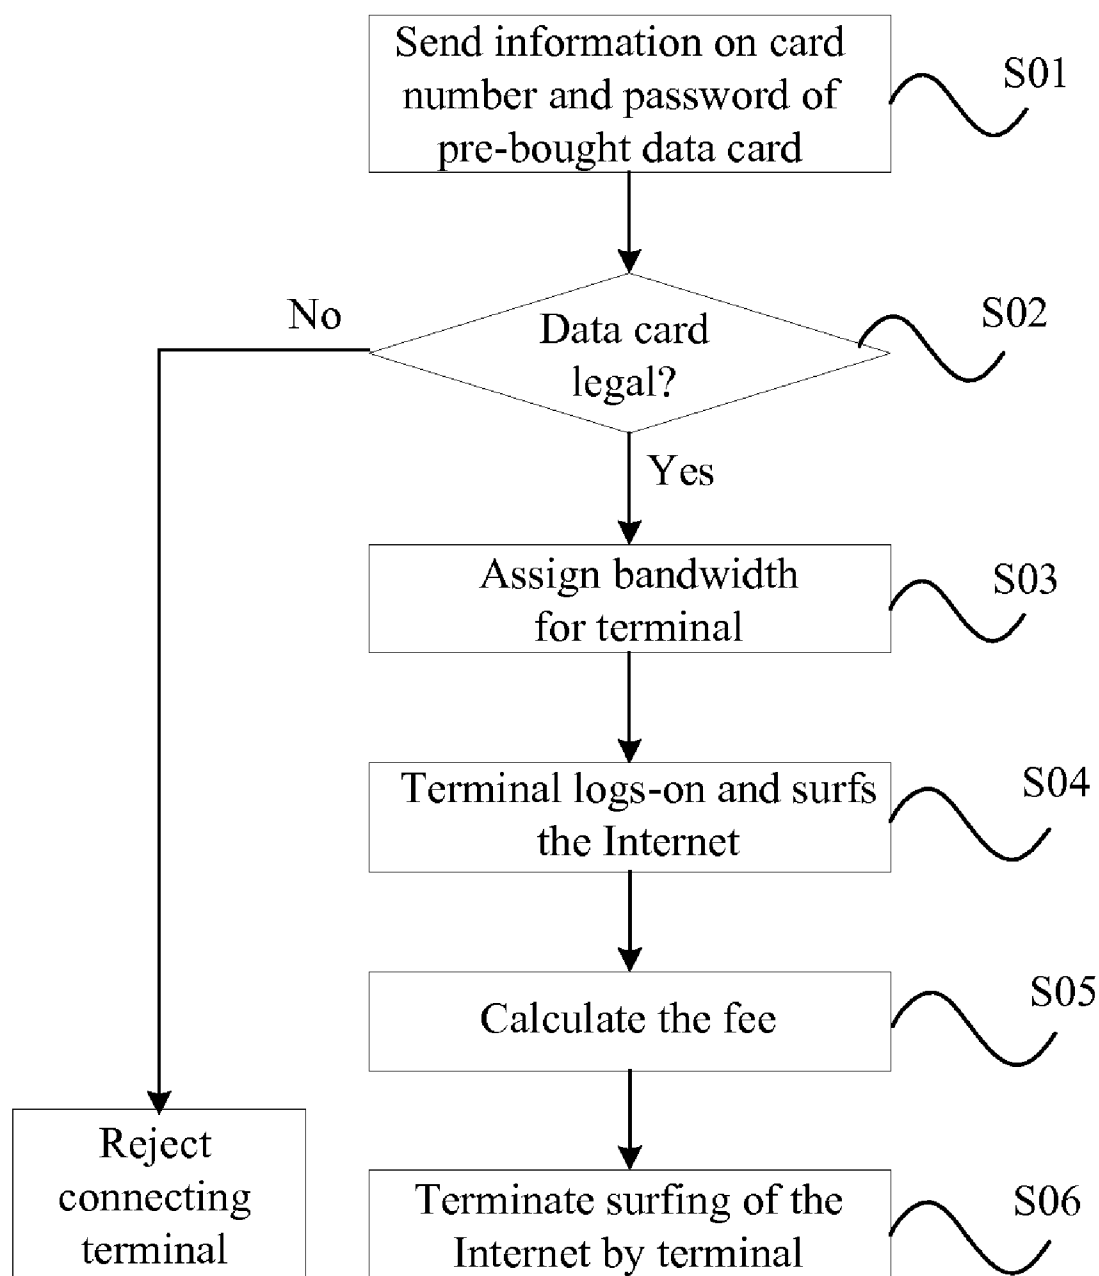 Send information on card
number and password of
pre-bought data card
S01
No
Data card
legal?
S02
Yes
Assign bandwidth
for terminal
S03
Terminal logs-on and surfs
the Internet
S04
Calculate the fee
S05
Reject
connecting
terminal
Terminate surfing of the
Internet by terminal
S06